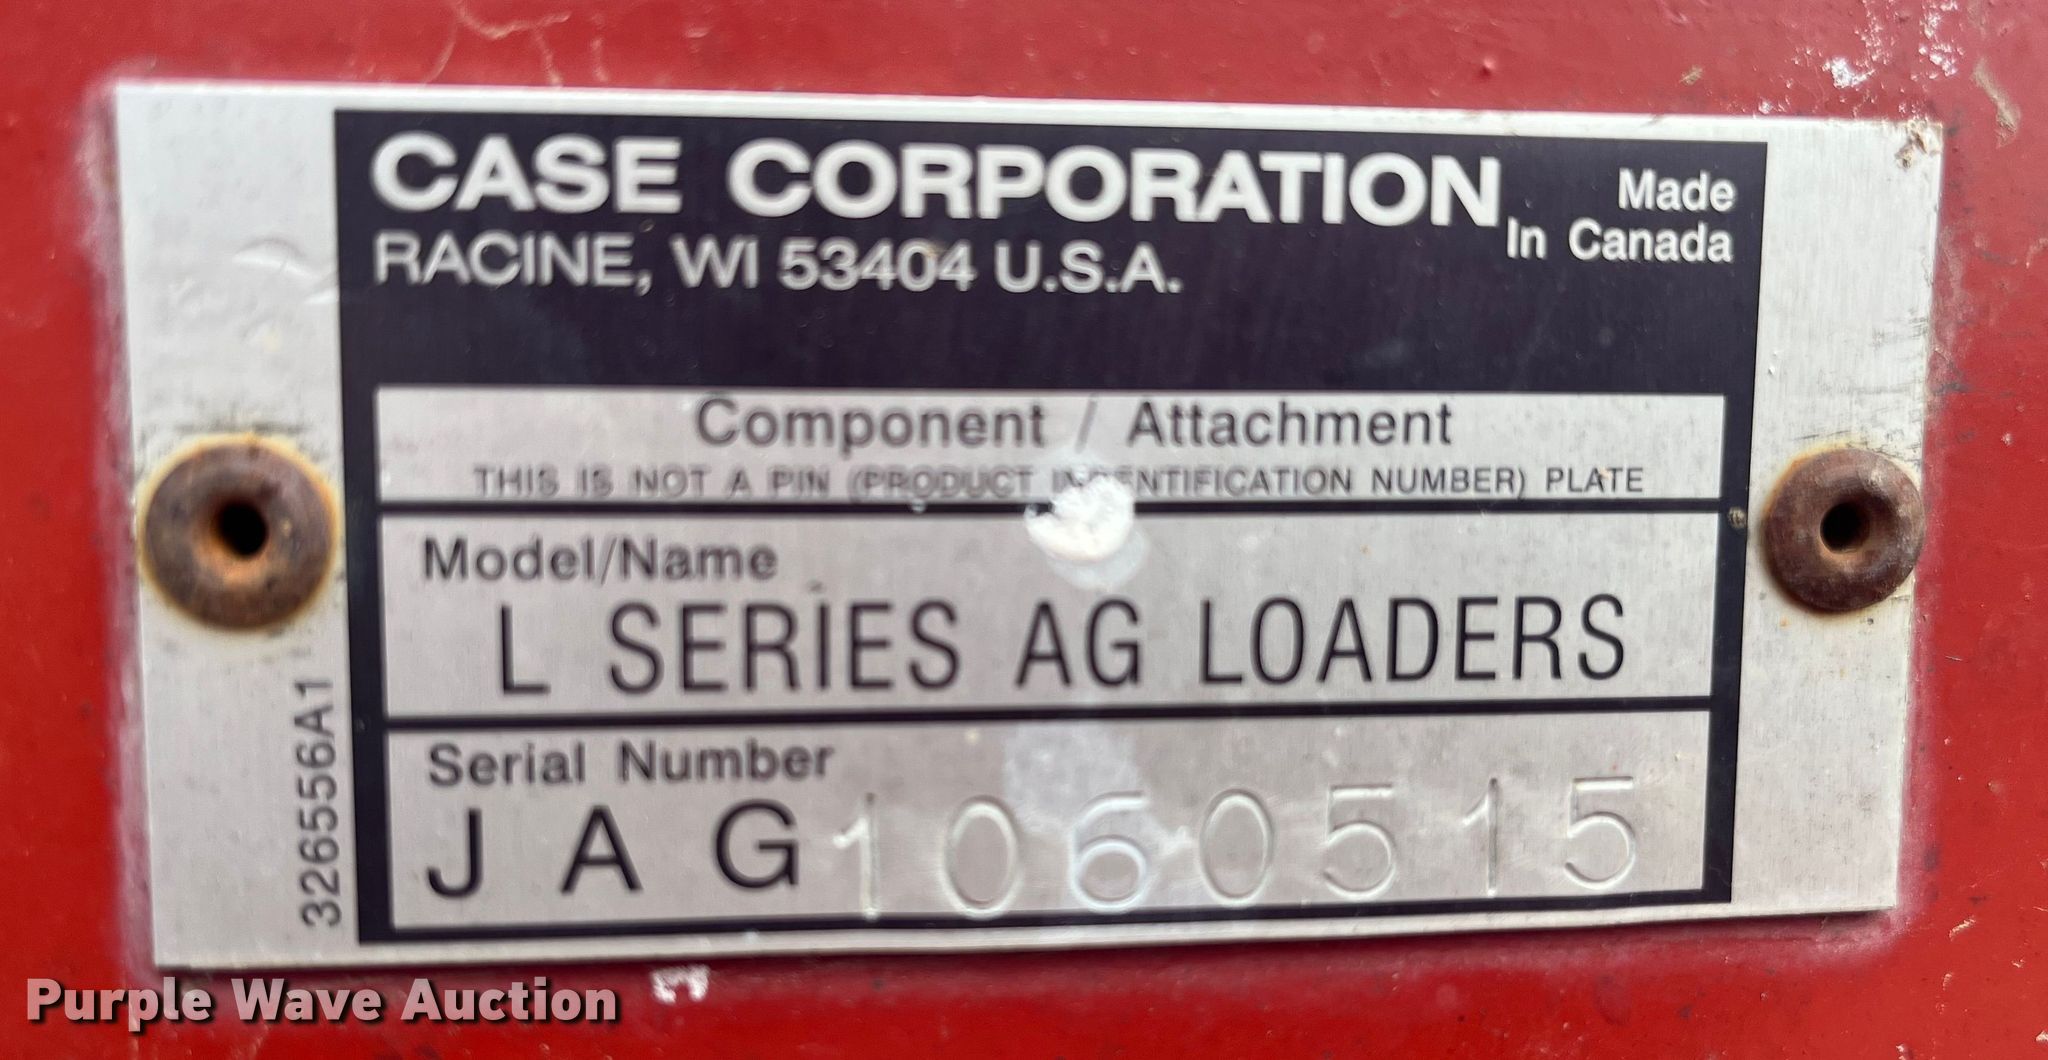 CASE CORPORATION
RACINE, WI 53404 U.S.A.
Made
In Canada
Component / Attachment
THIS IS NOT A PIN (PRODUCT NUMBER) PLATE
Model/Name
L SERIES AG LOADERS
Serial Number
JAG1060515
326556A1
Purple Wave Auction